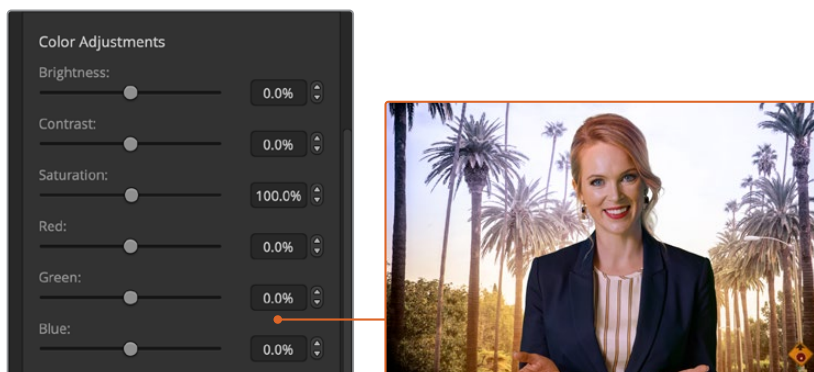 Color Adjustments
Brightness:
0.0%
Contrast:
0.0%
Saturation:
100.0%
Red:
0.0%
Green:
0.0%
Blue:
0.0%